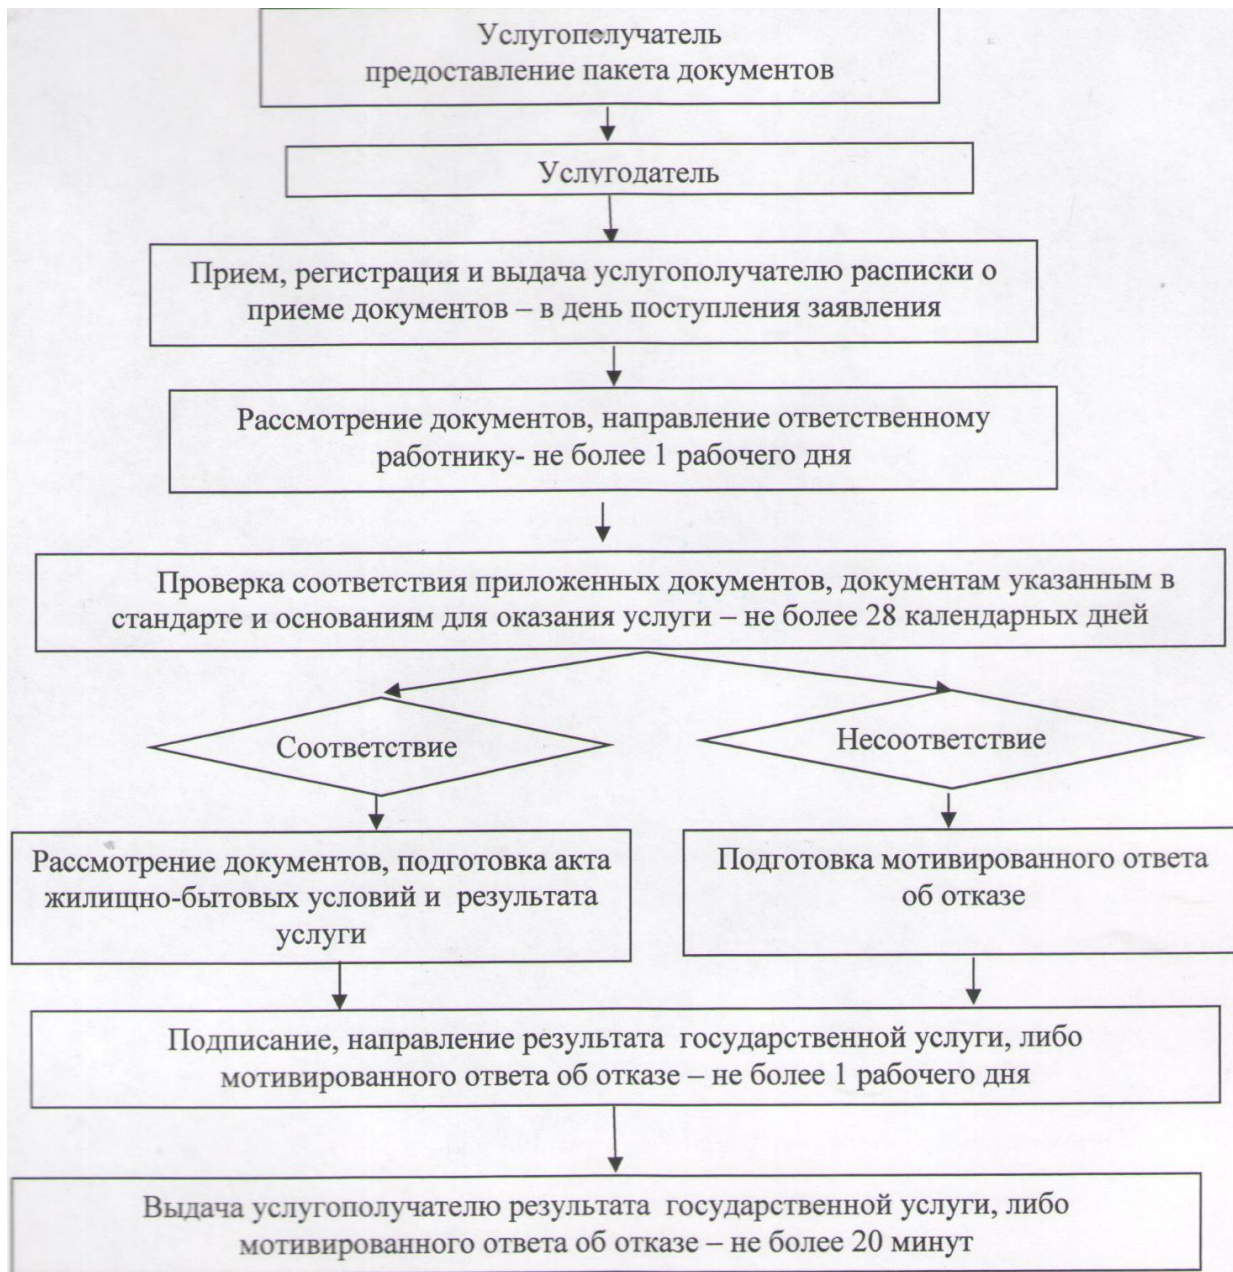 Услугополучатель
предоставление пакета документов
Услугодатель
Прием, регистрация и выдача услугополучателю расписки о
приеме документов – в день поступления заявления
Рассмотрение документов, направление ответственному
работнику- не более 1 рабочего дня
Проверка соответствия приложенных документов, документам указанным в
стандарте и основаниям для оказания услуги – не более 28 календарных дней
Соответствие
Несоответствие
Рассмотрение документов, подготовка акта
жилищно-бытовых условий и результата
услуги
Подготовка мотивированного ответа
об отказе
Подписание, направление результата государственной услуги, либо
мотивированного ответа об отказе – не более 1 рабочего дня
Выдача услугополучателю результата государственной услуги, либо
мотивированного ответа об отказе – не более 20 минут